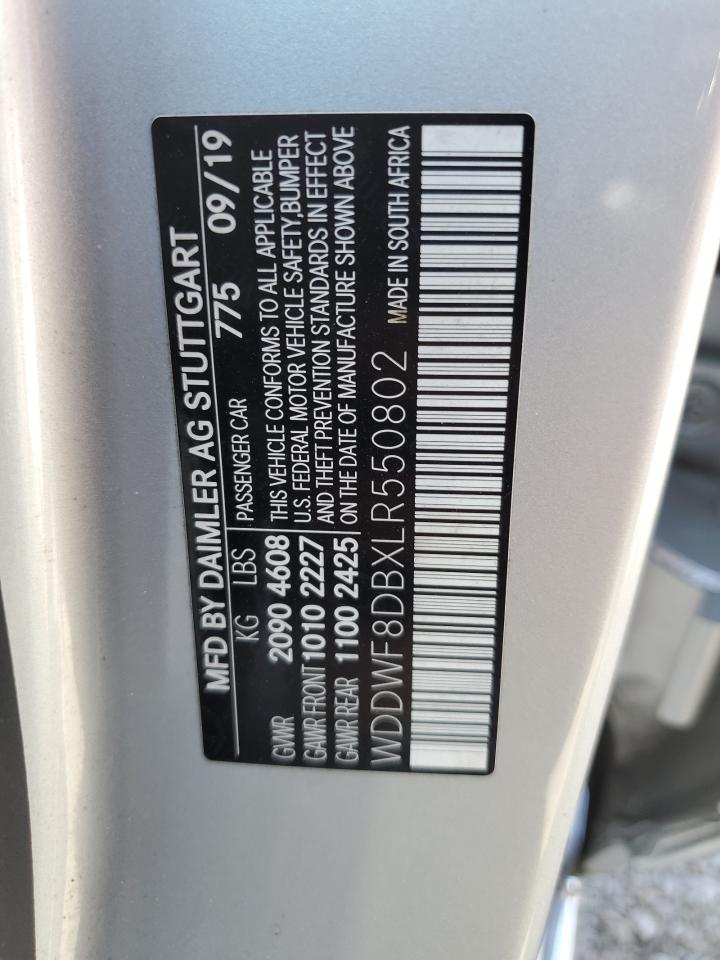 MFD BY DAIMLER AG STUTTGART
KG LBS PASSENGER CAR 775 09/19
GWR 2090 4608
GAWR FRONT 1010 2227
GAWR REAR 1100 2425
THIS VEHICLE CONFORMS TO ALL APPLICABLE
U.S. FEDERAL MOTOR VEHICLE SAFETY,BUMPER
AND THEFT PREVENTION STANDARDS IN EFFECT
ON THE DATE OF MANUFACTURE SHOWN ABOVE
WDDWF8DBXLR550802 MADE IN SOUTH AFRICA